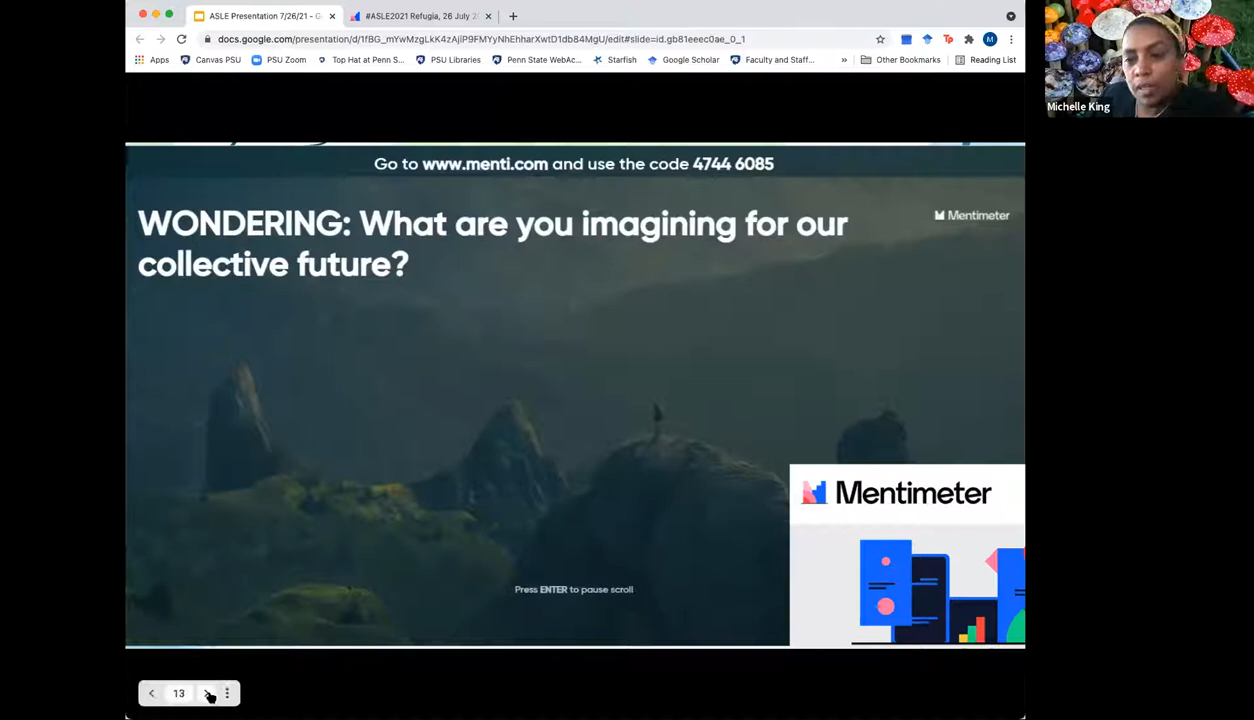 ASLE Presentation 7/26/21 - G
#ASLE2021 Refugia, 26 July 2
docs.google.com/presentation/d/1fBG_mYwMzgLkK4zAjlP9FMYyNhEhharXwtD1db84MgU/edit#slide=id.gb81eeec0ae_0_1
Apps
Canvas PSU
PSU Zoom
Top Hat at Penn S...
PSU Libraries
Penn State WebAc...
Starfish
Google Scholar
Faculty and Staff...
»
Other Bookmarks
Reading List
Michelle King
Go to www.menti.com and use the code 4744 6085
WONDERING: What are you imagining for our
collective future?
Mentimeter
Mentimeter
Press ENTER to pause scroll
13